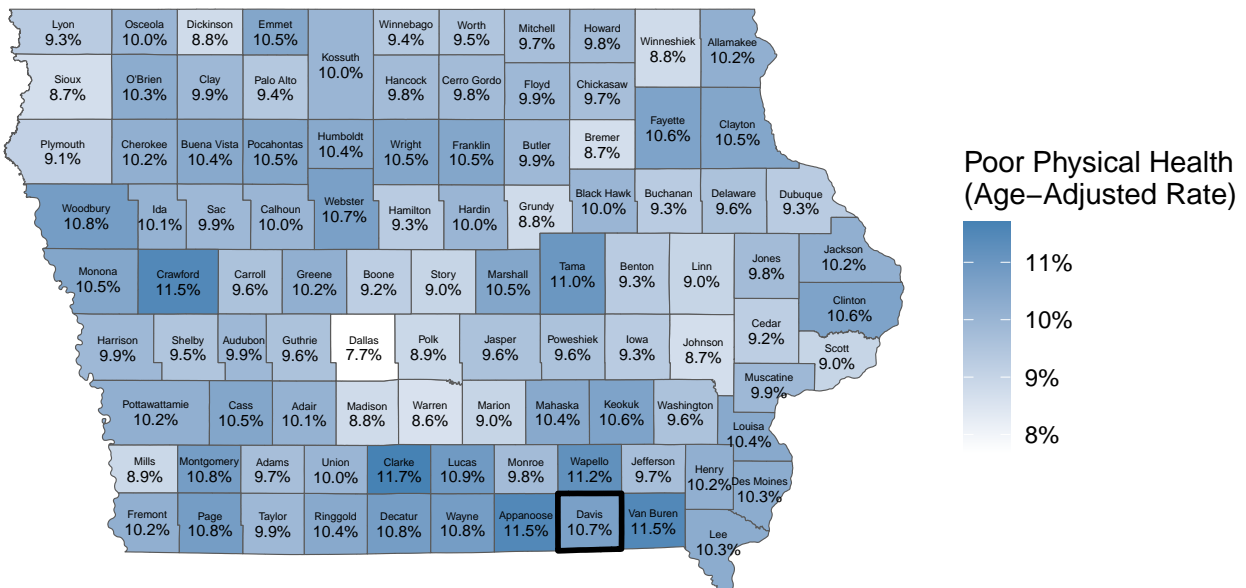 Lyon
9.3%
Osceola
10.0%
Dickinson
8.8%
Emmet
10.5%
Kossuth
10.0%
Winnebago
9.4%
Worth
9.5%
Mitchell
9.7%
Howard
9.8%
Winneshiek
8.8%
Allamakee
10.2%
Sioux
8.7%
O'Brien
10.3%
Clay
9.9%
Palo Alto
9.4%
Hancock
9.8%
Cerro Gordo
9.8%
Floyd
9.9%
Chickasaw
9.7%
Fayette
10.6%
Clayton
10.5%
Plymouth
9.1%
Cherokee
10.2%
Buena Vista
10.4%
Pocahontas
10.5%
Humboldt
10.4%
Wright
10.5%
Franklin
10.5%
Butler
9.9%
Bremer
8.7%
Woodbury
10.8%
Ida
10.1%
Sac
9.9%
Calhoun
10.0%
Webster
10.7%
Hamilton
9.3%
Hardin
10.0%
Grundy
8.8%
Black Hawk
10.0%
Buchanan
9.3%
Delaware
9.6%
Dubuque
9.3%
Monona
10.5%
Crawford
11.5%
Carroll
9.6%
Greene
10.2%
Boone
9.2%
Story
9.0%
Marshall
10.5%
Tama
11.0%
Benton
9.3%
Linn
9.0%
Jones
9.8%
Jackson
10.2%
Clinton
10.6%
Harrison
9.9%
Shelby
9.5%
Audubon
9.9%
Guthrie
9.6%
Dallas
7.7%
Polk
8.9%
Jasper
9.6%
Poweshiek
9.6%
Iowa
9.3%
Johnson
8.7%
Cedar
9.2%
Scott
9.0%
Muscatine
9.9%
Pottawattamie
10.2%
Cass
10.5%
Adair
10.1%
Madison
8.8%
Warren
8.6%
Marion
9.0%
Mahaska
10.4%
Keokuk
10.6%
Washington
9.6%
Louisa
10.4%
Mills
8.9%
Montgomery
10.8%
Adams
9.7%
Union
10.0%
Clarke
11.7%
Lucas
10.9%
Monroe
9.8%
Wapello
11.2%
Jefferson
9.7%
Henry
10.2%
Des Moines
10.3%
Fremont
10.2%
Page
10.8%
Taylor
9.9%
Ringgold
10.4%
Decatur
10.8%
Wayne
10.8%
Appanoose
11.5%
Davis
10.7%
Van Buren
11.5%
Lee
10.3%
Poor Physical Health
(Age−Adjusted Rate)
11%
10%
9%
8%